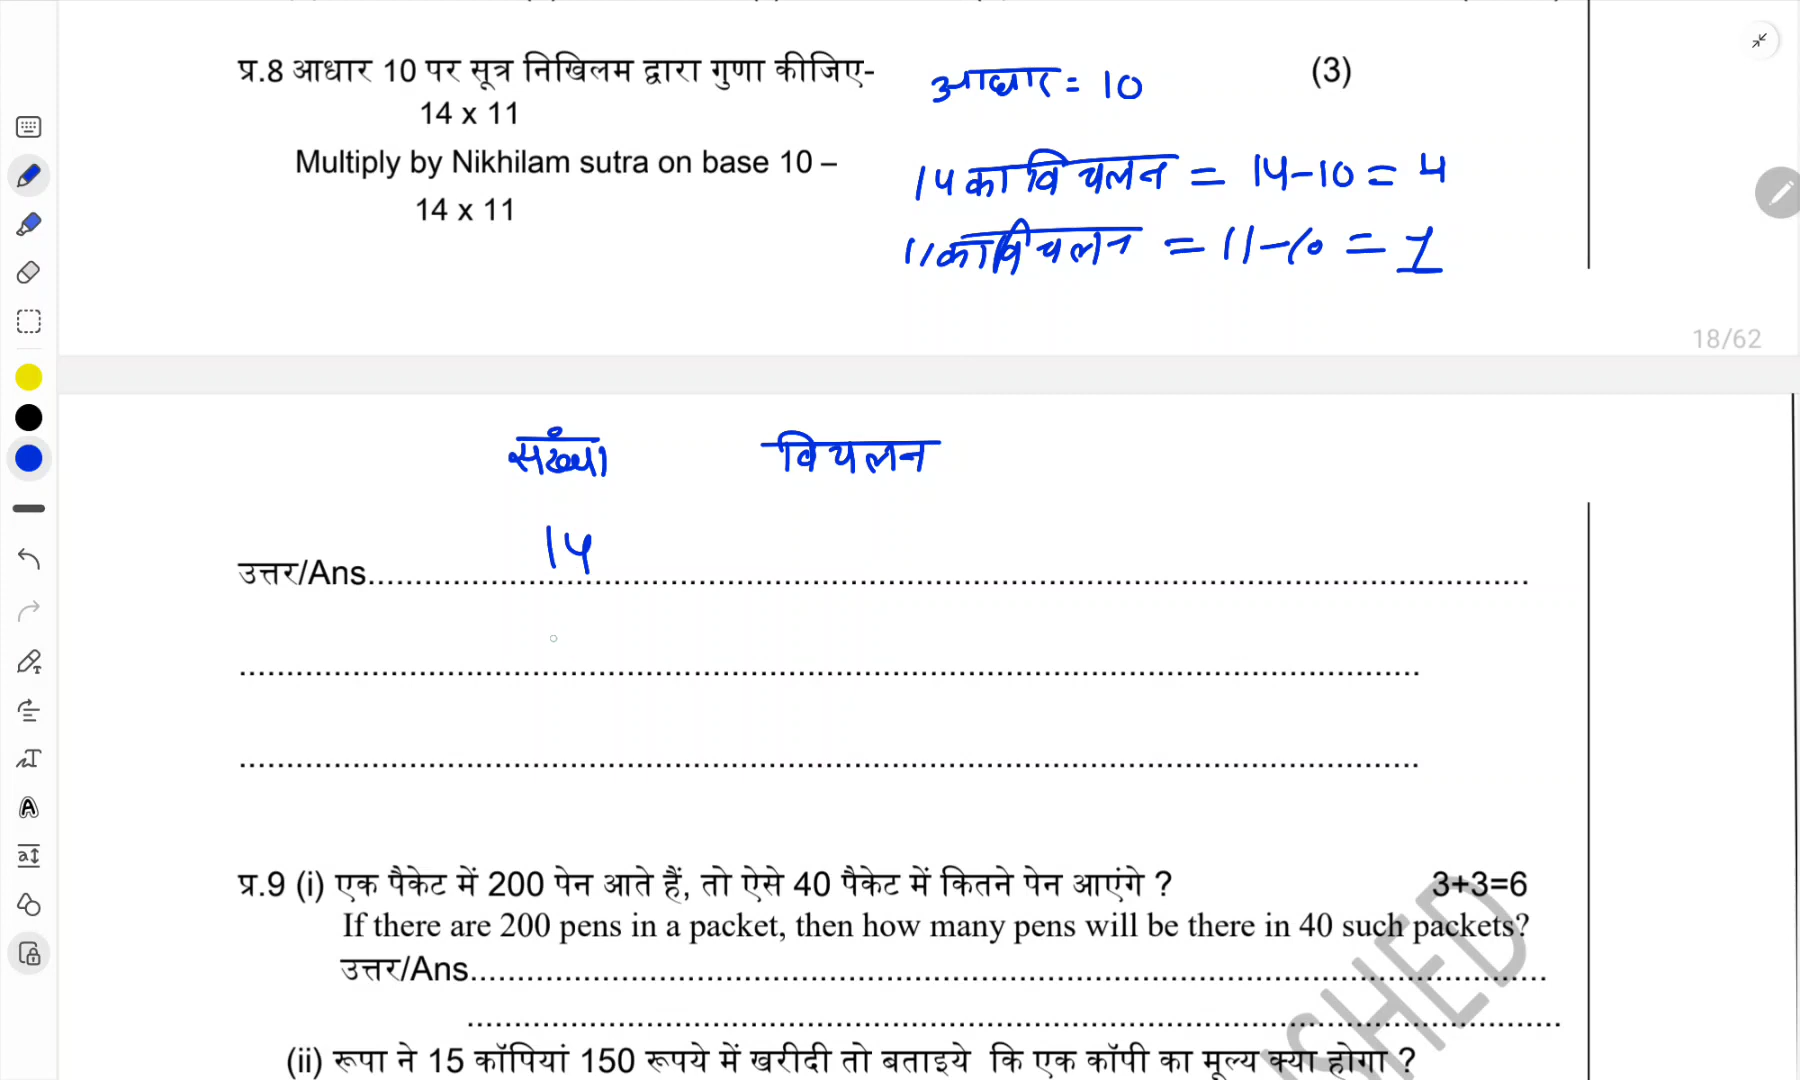 प्र.8 आधार 10 पर सूत्र निखिलम द्वारा गुणा कीजिए- (3)
14 x 11
Multiply by Nikhilam sutra on base 10 –
14 x 11
आधार = 10
14 का विचलन = 14-10 = 4
11 का विचलन = 11-10 = 1
18/62
संख्या विचलन
14
उत्तर/Ans..........
प्र.9 (i) एक पैकेट में 200 पेन आते हैं, तो ऐसे 40 पैकेट में कितने पेन आएंगे ? 3+3=6
If there are 200 pens in a packet, then how many pens will be there in 40 such packets?
उत्तर/Ans..........
(ii) रूपा ने 15 कॉपियां 150 रूपये में खरीदी तो बताइये कि एक कॉपी का मूल्य क्या होगा ?